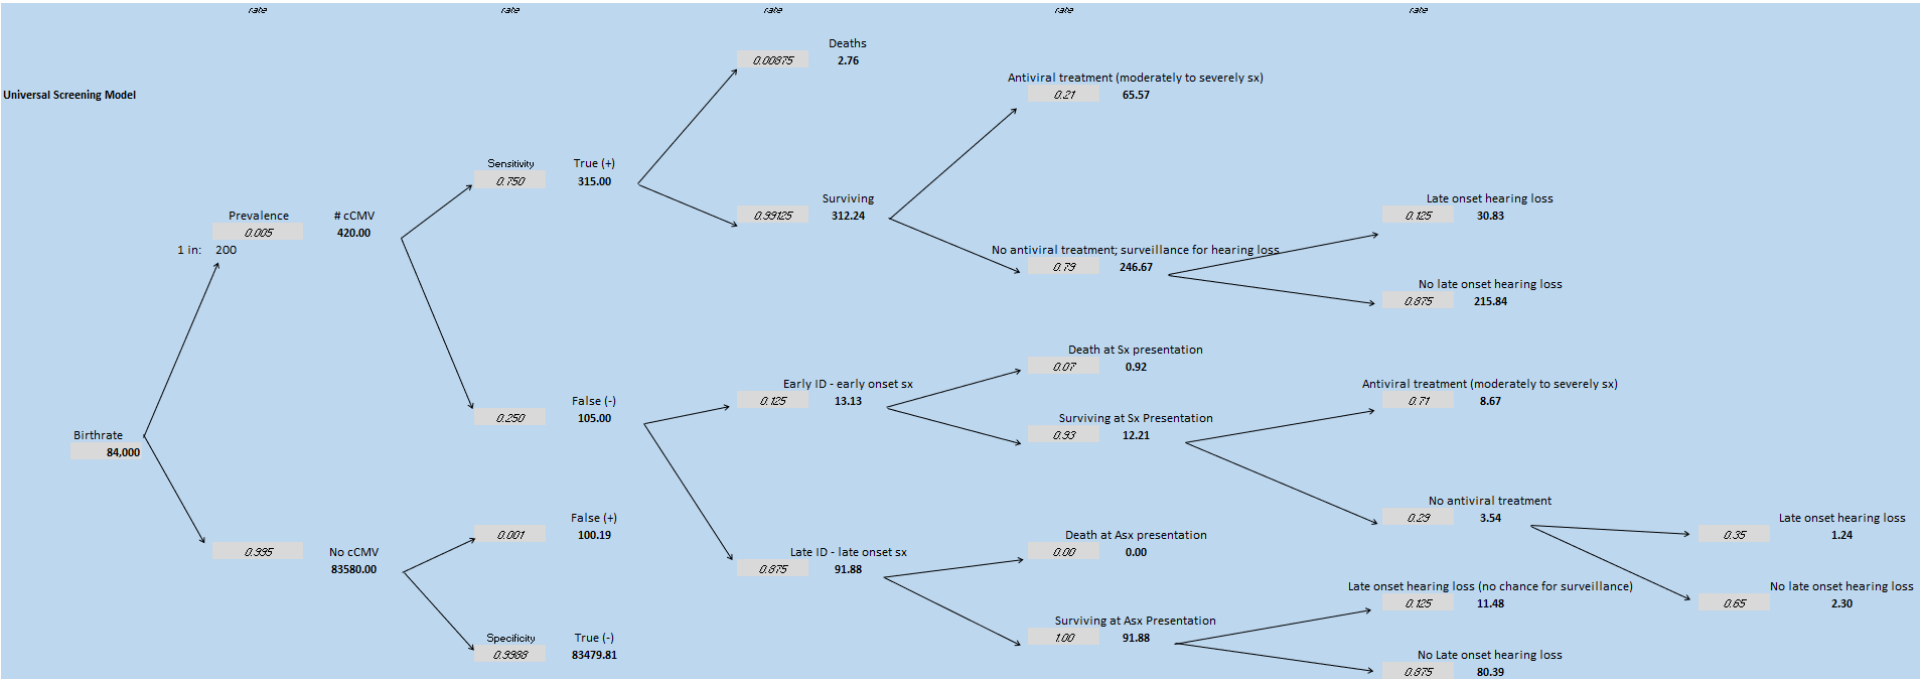 rate rate rate rate rate
Deaths
0.00875 2.76
Antiviral treatment (moderately to severely sx)
0.21 65.57
Universal Screening Model
Sensitivity True (+)
0.750 315.00
Surviving
0.99125 312.24
Late onset hearing loss
0.125 30.83
Prevalence # cCMV
0.005 420.00
1 in: 200
No antiviral treatment; surveillance for hearing loss
0.79 246.67
No late onset hearing loss
0.875 215.84
Death at Sx presentation
0.07 0.92
Early ID - early onset sx
0.125 13.13
Antiviral treatment (moderately to severely sx)
0.71 8.67
False (-)
0.250 105.00
Surviving at Sx Presentation
0.93 12.21
Birthrate
84,000
No antiviral treatment
0.29 3.54
Late onset hearing loss
0.35 1.24
False (+)
0.001 100.19
Death at Asx presentation
0.00 0.00
No cCMV
0.995 83580.00
Late ID - late onset sx
0.875 91.88
Late onset hearing loss (no chance for surveillance)
0.125 11.48
No late onset hearing loss
0.65 2.30
Surviving at Asx Presentation
1.00 91.88
Specificity True (-)
0.9988 83479.81
No Late onset hearing loss
0.875 80.39